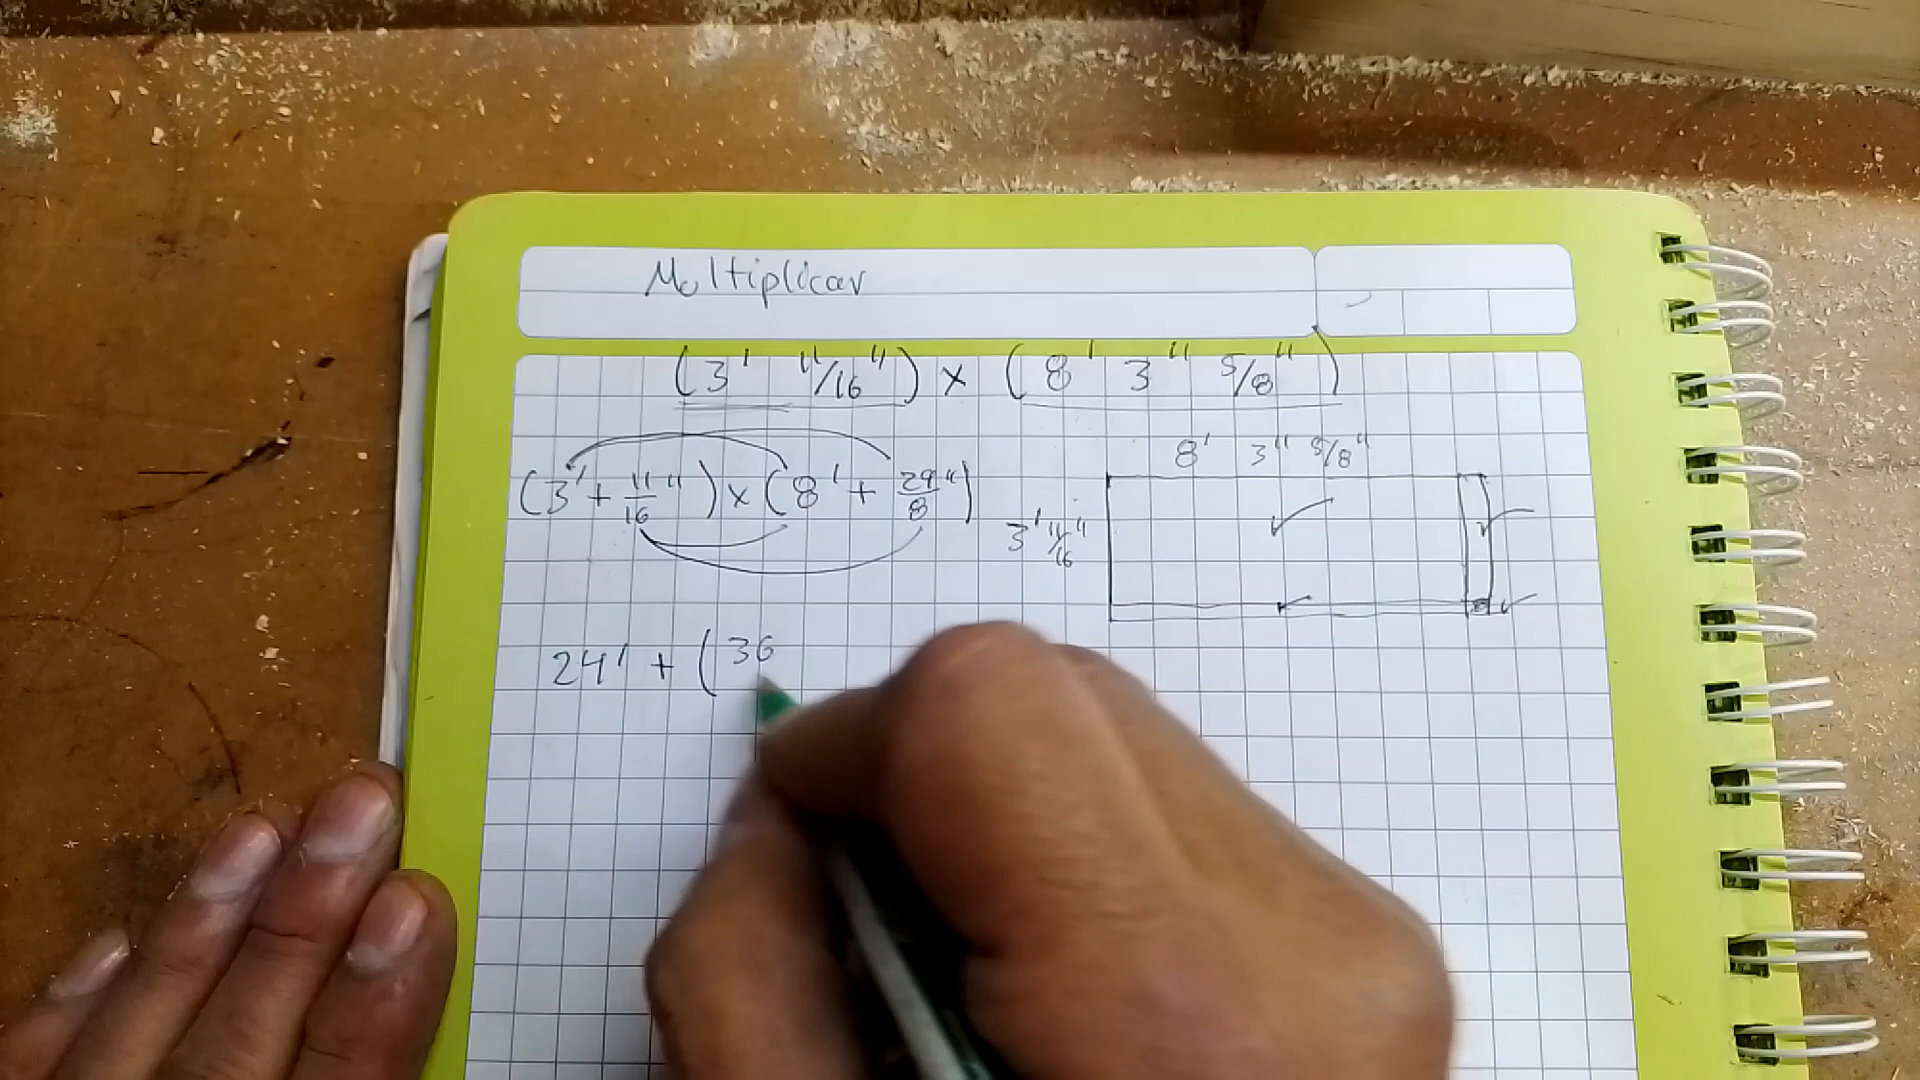 Multiplicar
(3' 11/16") x (8' 3" 5/8")
8' 3" 5/8"
(3' + 11/16") x (8' + 29/8")
3' 11/16"
24' + (36